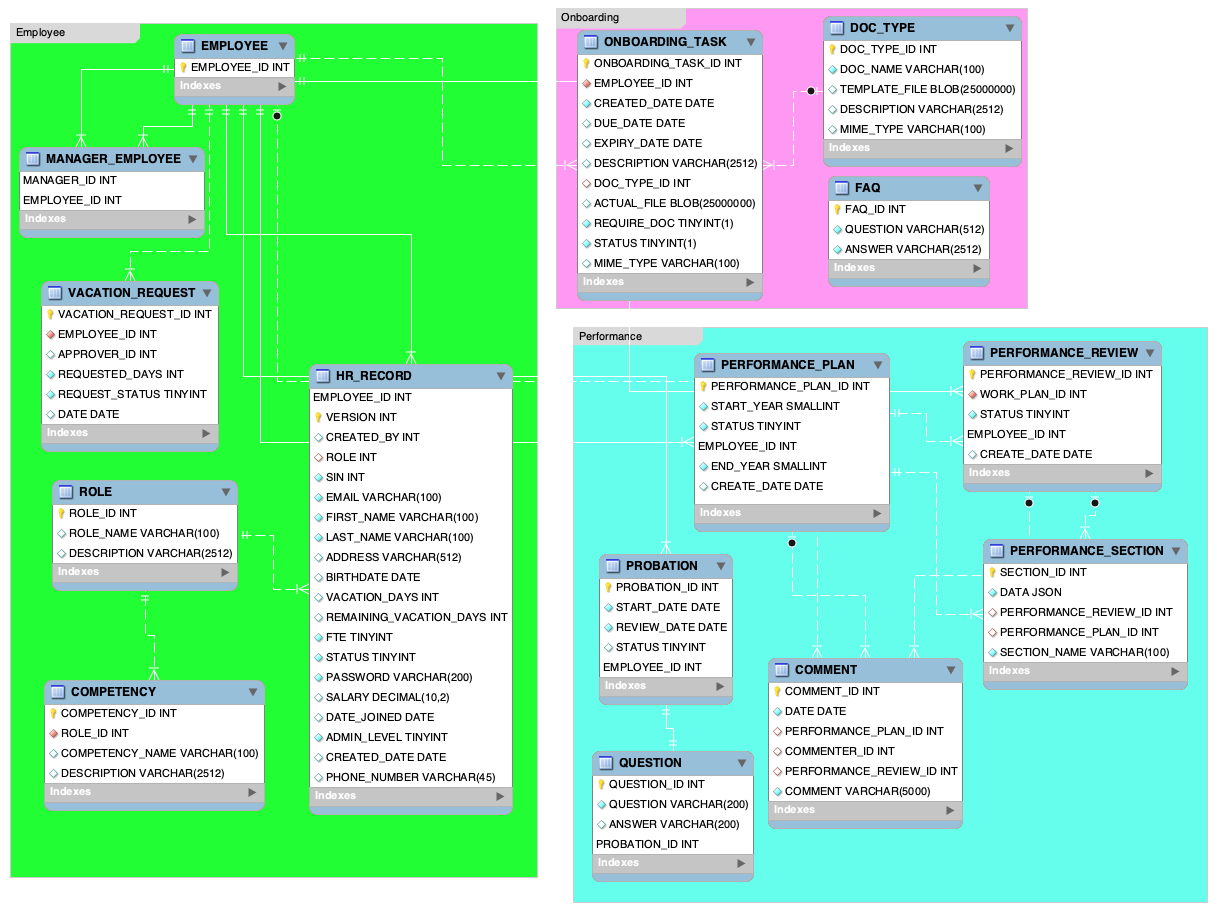 Employee
EMPLOYEE
EMPLOYEE_ID INT
Indexes
MANAGER_EMPLOYEE
MANAGER_ID INT
EMPLOYEE_ID INT
Indexes
VACATION_REQUEST
VACATION_REQUEST_ID INT
EMPLOYEE_ID INT
APPROVER_ID INT
REQUESTED_DAYS INT
REQUEST_STATUS TINYINT
DATE DATE
Indexes
ROLE
ROLE_ID INT
ROLE_NAME VARCHAR(100)
DESCRIPTION VARCHAR(2512)
Indexes
COMPETENCY
COMPETENCY_ID INT
ROLE_ID INT
COMPETENCY_NAME VARCHAR(100)
DESCRIPTION VARCHAR(2512)
Indexes
HR_RECORD
EMPLOYEE_ID INT
VERSION INT
CREATED_BY INT
ROLE INT
SIN INT
EMAIL VARCHAR(100)
FIRST_NAME VARCHAR(100)
LAST_NAME VARCHAR(100)
ADDRESS VARCHAR(512)
BIRTHDATE DATE
VACATION_DAYS INT
REMAINING_VACATION_DAYS INT
FTE TINYINT
STATUS TINYINT
PASSWORD VARCHAR(200)
SALARY DECIMAL(10,2)
DATE_JOINED DATE
ADMIN_LEVEL TINYINT
CREATED_DATE DATE
PHONE_NUMBER VARCHAR(45)
Indexes
Onboarding
ONBOARDING_TASK
ONBOARDING_TASK_ID INT
EMPLOYEE_ID INT
CREATED_DATE DATE
DUE_DATE DATE
EXPIRY_DATE DATE
DESCRIPTION VARCHAR(2512)
DOC_TYPE_ID INT
ACTUAL_FILE BLOB(25000000)
REQUIRE_DOC TINYINT(1)
STATUS TINYINT(1)
MIME_TYPE VARCHAR(100)
Indexes
DOC_TYPE
DOC_TYPE_ID INT
DOC_NAME VARCHAR(100)
TEMPLATE_FILE BLOB(25000000)
DESCRIPTION VARCHAR(2512)
MIME_TYPE VARCHAR(100)
Indexes
FAQ
FAQ_ID INT
QUESTION VARCHAR(512)
ANSWER VARCHAR(2512)
Indexes
Performance
PERFORMANCE_PLAN
PERFORMANCE_PLAN_ID INT
START_YEAR SMALLINT
STATUS TINYINT
EMPLOYEE_ID INT
END_YEAR SMALLINT
CREATE_DATE DATE
Indexes
PERFORMANCE_REVIEW
PERFORMANCE_REVIEW_ID INT
WORK_PLAN_ID INT
STATUS TINYINT
EMPLOYEE_ID INT
CREATE_DATE DATE
Indexes
PROBATION
PROBATION_ID INT
START_DATE DATE
REVIEW_DATE DATE
STATUS TINYINT
EMPLOYEE_ID INT
Indexes
PERFORMANCE_SECTION
SECTION_ID INT
DATA JSON
PERFORMANCE_REVIEW_ID INT
PERFORMANCE_PLAN_ID INT
SECTION_NAME VARCHAR(100)
Indexes
COMMENT
COMMENT_ID INT
DATE DATE
PERFORMANCE_PLAN_ID INT
COMMENTER_ID INT
PERFORMANCE_REVIEW_ID INT
COMMENT VARCHAR(5000)
Indexes
QUESTION
QUESTION_ID INT
QUESTION VARCHAR(200)
ANSWER VARCHAR(200)
PROBATION_ID INT
Indexes